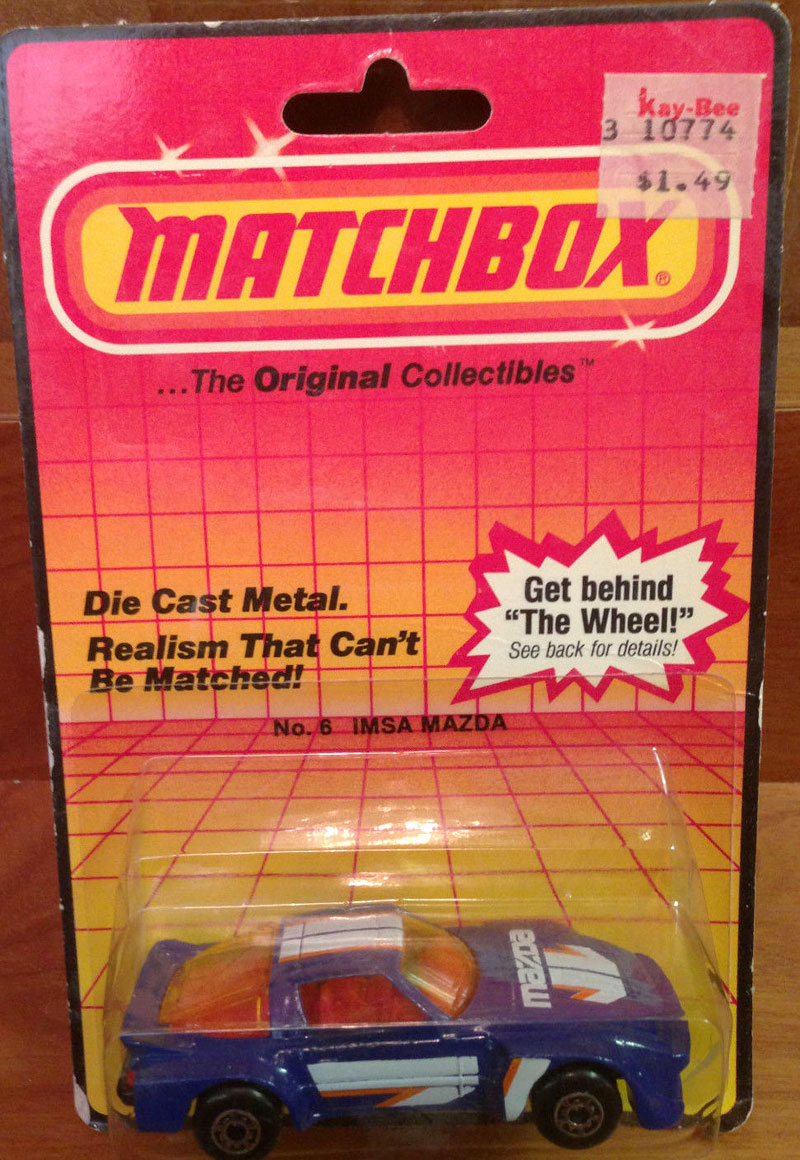 Kay-Bee
3 10774
$1.49
MATCHBOX®
...The Original Collectibles™
Die Cast Metal.
Realism That Can't
Be Matched!
Get behind
"The Wheel!"
See back for details!
No. 6 IMSA MAZDA
mazda